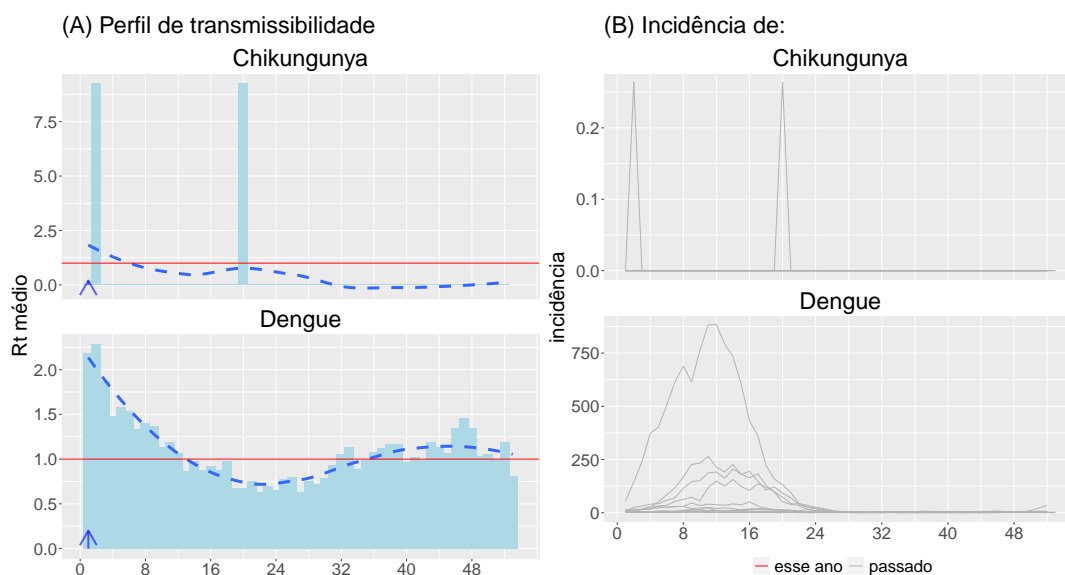 (A) Perfil de transmissibilidade
Chikungunya
7.5
5.0
2.5
0.0
Dengue
2.0
1.5
1.0
0.5
0.0
0 8 16 24 32 40 48
Rt médio
(B) Incidência de:
Chikungunya
0.2
0.1
0.0
Dengue
750
500
250
0
0 8 16 24 32 40 48
incidência
esse ano passado